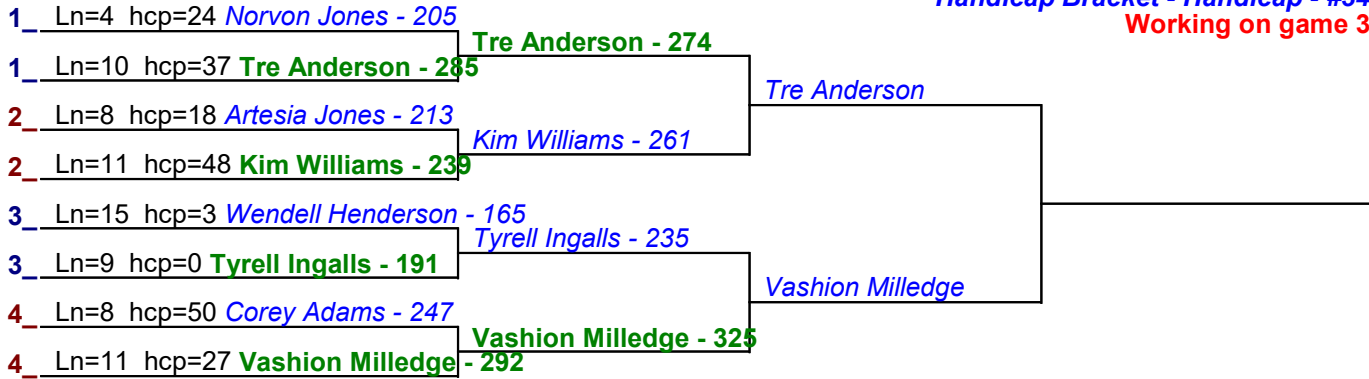 Handicap Bracket - Handicap - #34
Working on game 3
1_ Ln=4 hcp=24 Norvon Jones - 205
Tre Anderson - 274
1_ Ln=10 hcp=37 Tre Anderson - 285
Tre Anderson
2_ Ln=8 hcp=18 Artesia Jones - 213
Kim Williams - 261
2_ Ln=11 hcp=48 Kim Williams - 239
3_ Ln=15 hcp=3 Wendell Henderson - 165
Tyrell Ingalls - 235
3_ Ln=9 hcp=0 Tyrell Ingalls - 191
Vashion Milledge
4_ Ln=8 hcp=50 Corey Adams - 247
Vashion Milledge - 325
4_ Ln=11 hcp=27 Vashion Milledge - 292